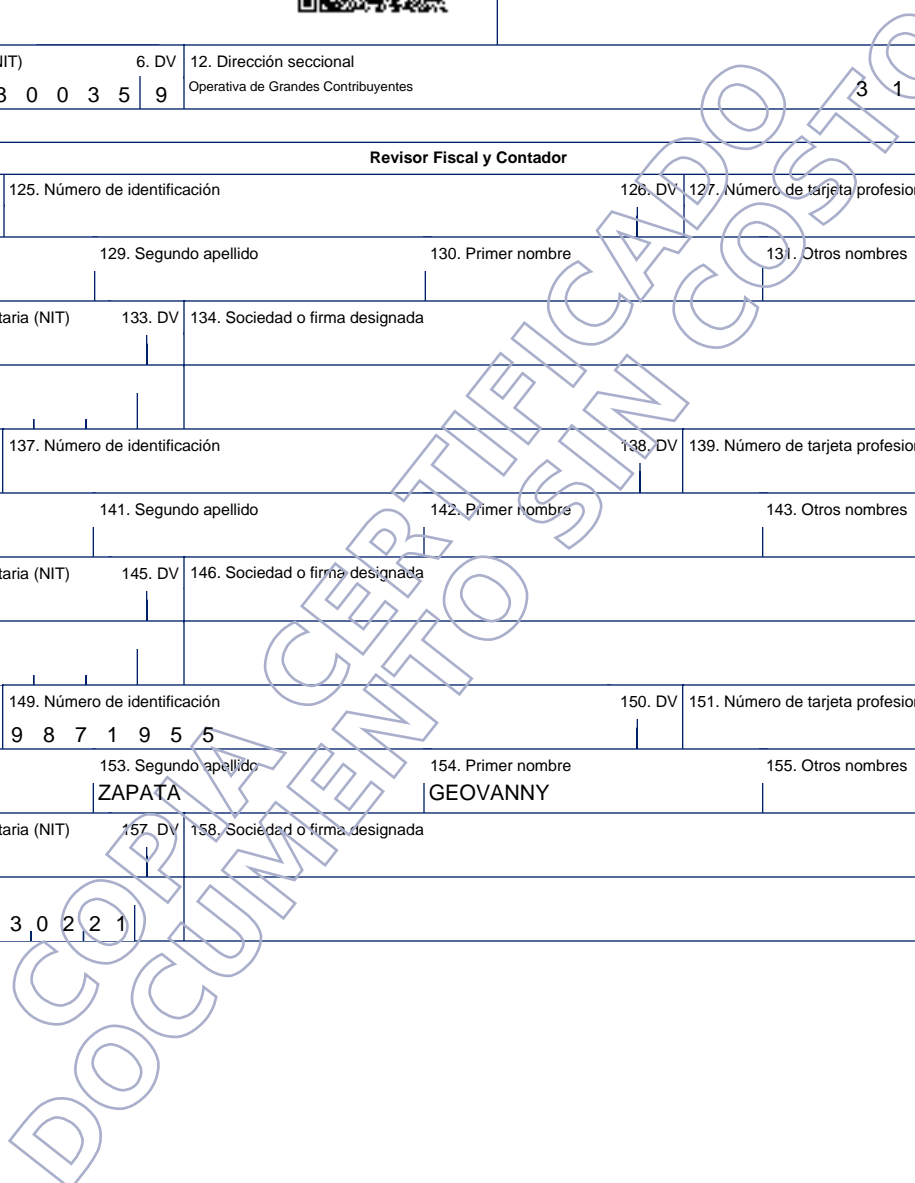 NIT) 6. DV 12. Dirección seccional
0 0 3 5 9 Operativa de Grandes Contribuyentes 3 1
Revisor Fiscal y Contador
125. Número de identificación 126. DV 127. Número de tarjeta profesion
129. Segundo apellido 130. Primer nombre 131. Otros nombres
taria (NIT) 133. DV 134. Sociedad o firma designada
137. Número de identificación 138. DV 139. Número de tarjeta profesion
141. Segundo apellido 142. Primer nombre 143. Otros nombres
taria (NIT) 145. DV 146. Sociedad o firma designada
149. Número de identificación 150. DV 151. Número de tarjeta profesion
9 8 7 1 9 5 5
153. Segundo apellido 154. Primer nombre 155. Otros nombres
ZAPATA GEOVANNY
taria (NIT) 157. DV 158. Sociedad o firma designada
3 0 2 2 1
COPIA CERTIFICADO
DOCUMENTO SIN COSTO